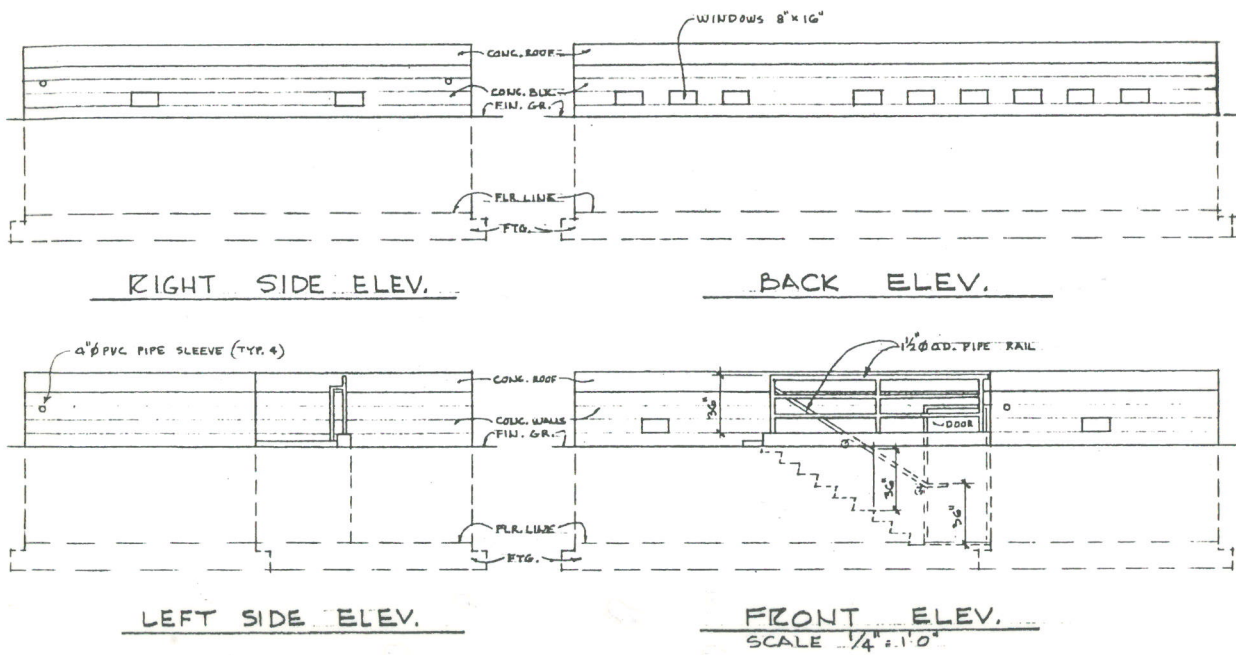 WINDOWS 8" x 16"
CONC. ROOF
CONC. BLK.
FIN. GR.
FLR. LINE
FTG.
RIGHT SIDE ELEV.
BACK ELEV.
4"Ø PVC PIPE SLEEVE (TYP. 4)
1½"Ø O.D. PIPE RAIL
CONC. ROOF
36"
CONC. WALLS
DOOR
FIN. GR.
36"
36"
FLR. LINE
FTG.
LEFT SIDE ELEV.
FRONT ELEV.
SCALE 1/4" = 1'0"